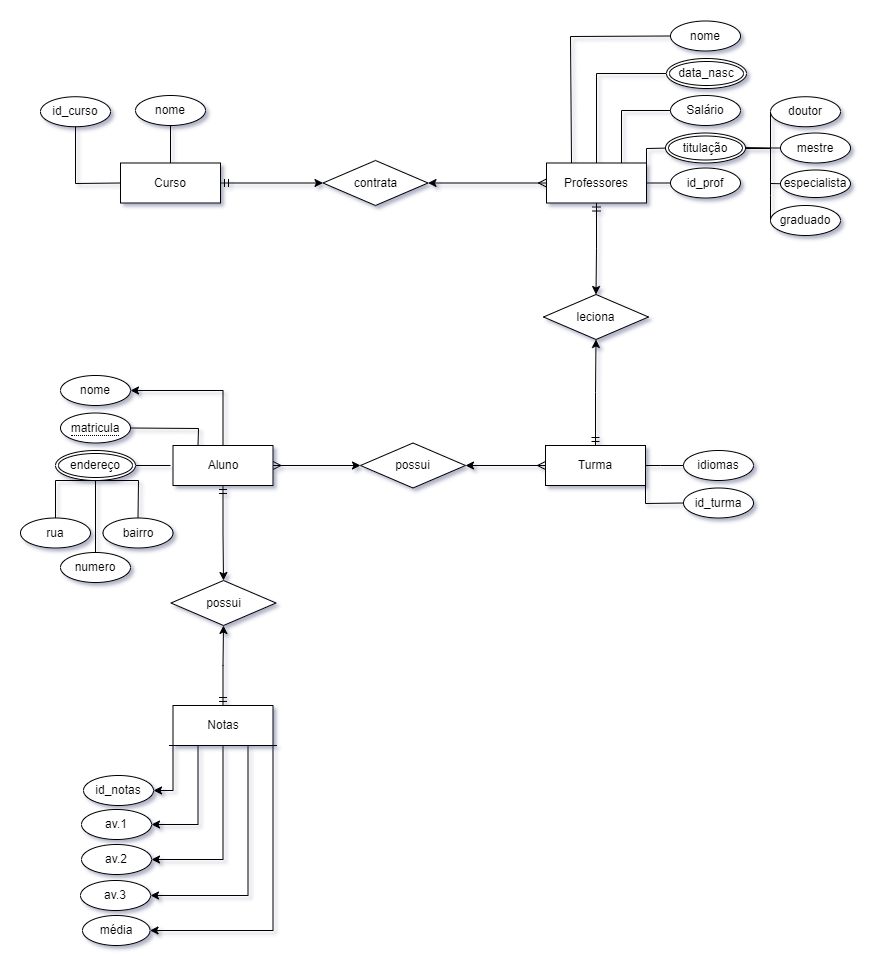 nome
data_nasc
id_curso
nome
Salário
doutor
titulação
mestre
Curso
contrata
Professores
id_prof
especialista
graduado
leciona
nome
matricula
endereço
Aluno
possui
Turma
idiomas
id_turma
rua
bairro
numero
possui
Notas
id_notas
av.1
av.2
av.3
média